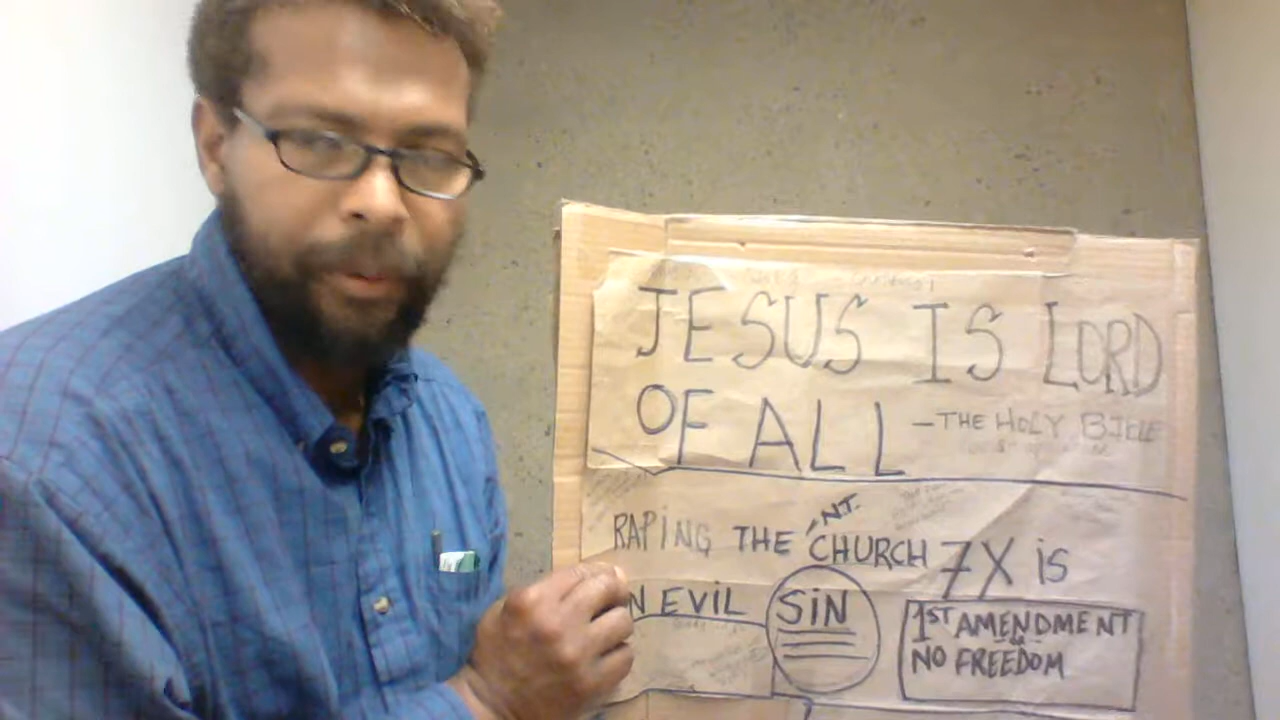 JESUS IS LORD
OF ALL -THE HOLY BIBLE
N.T.
RAPING THE CHURCH 7X iS
N EVIL SiN
1ST AMENDMENT
NO FREEDOM